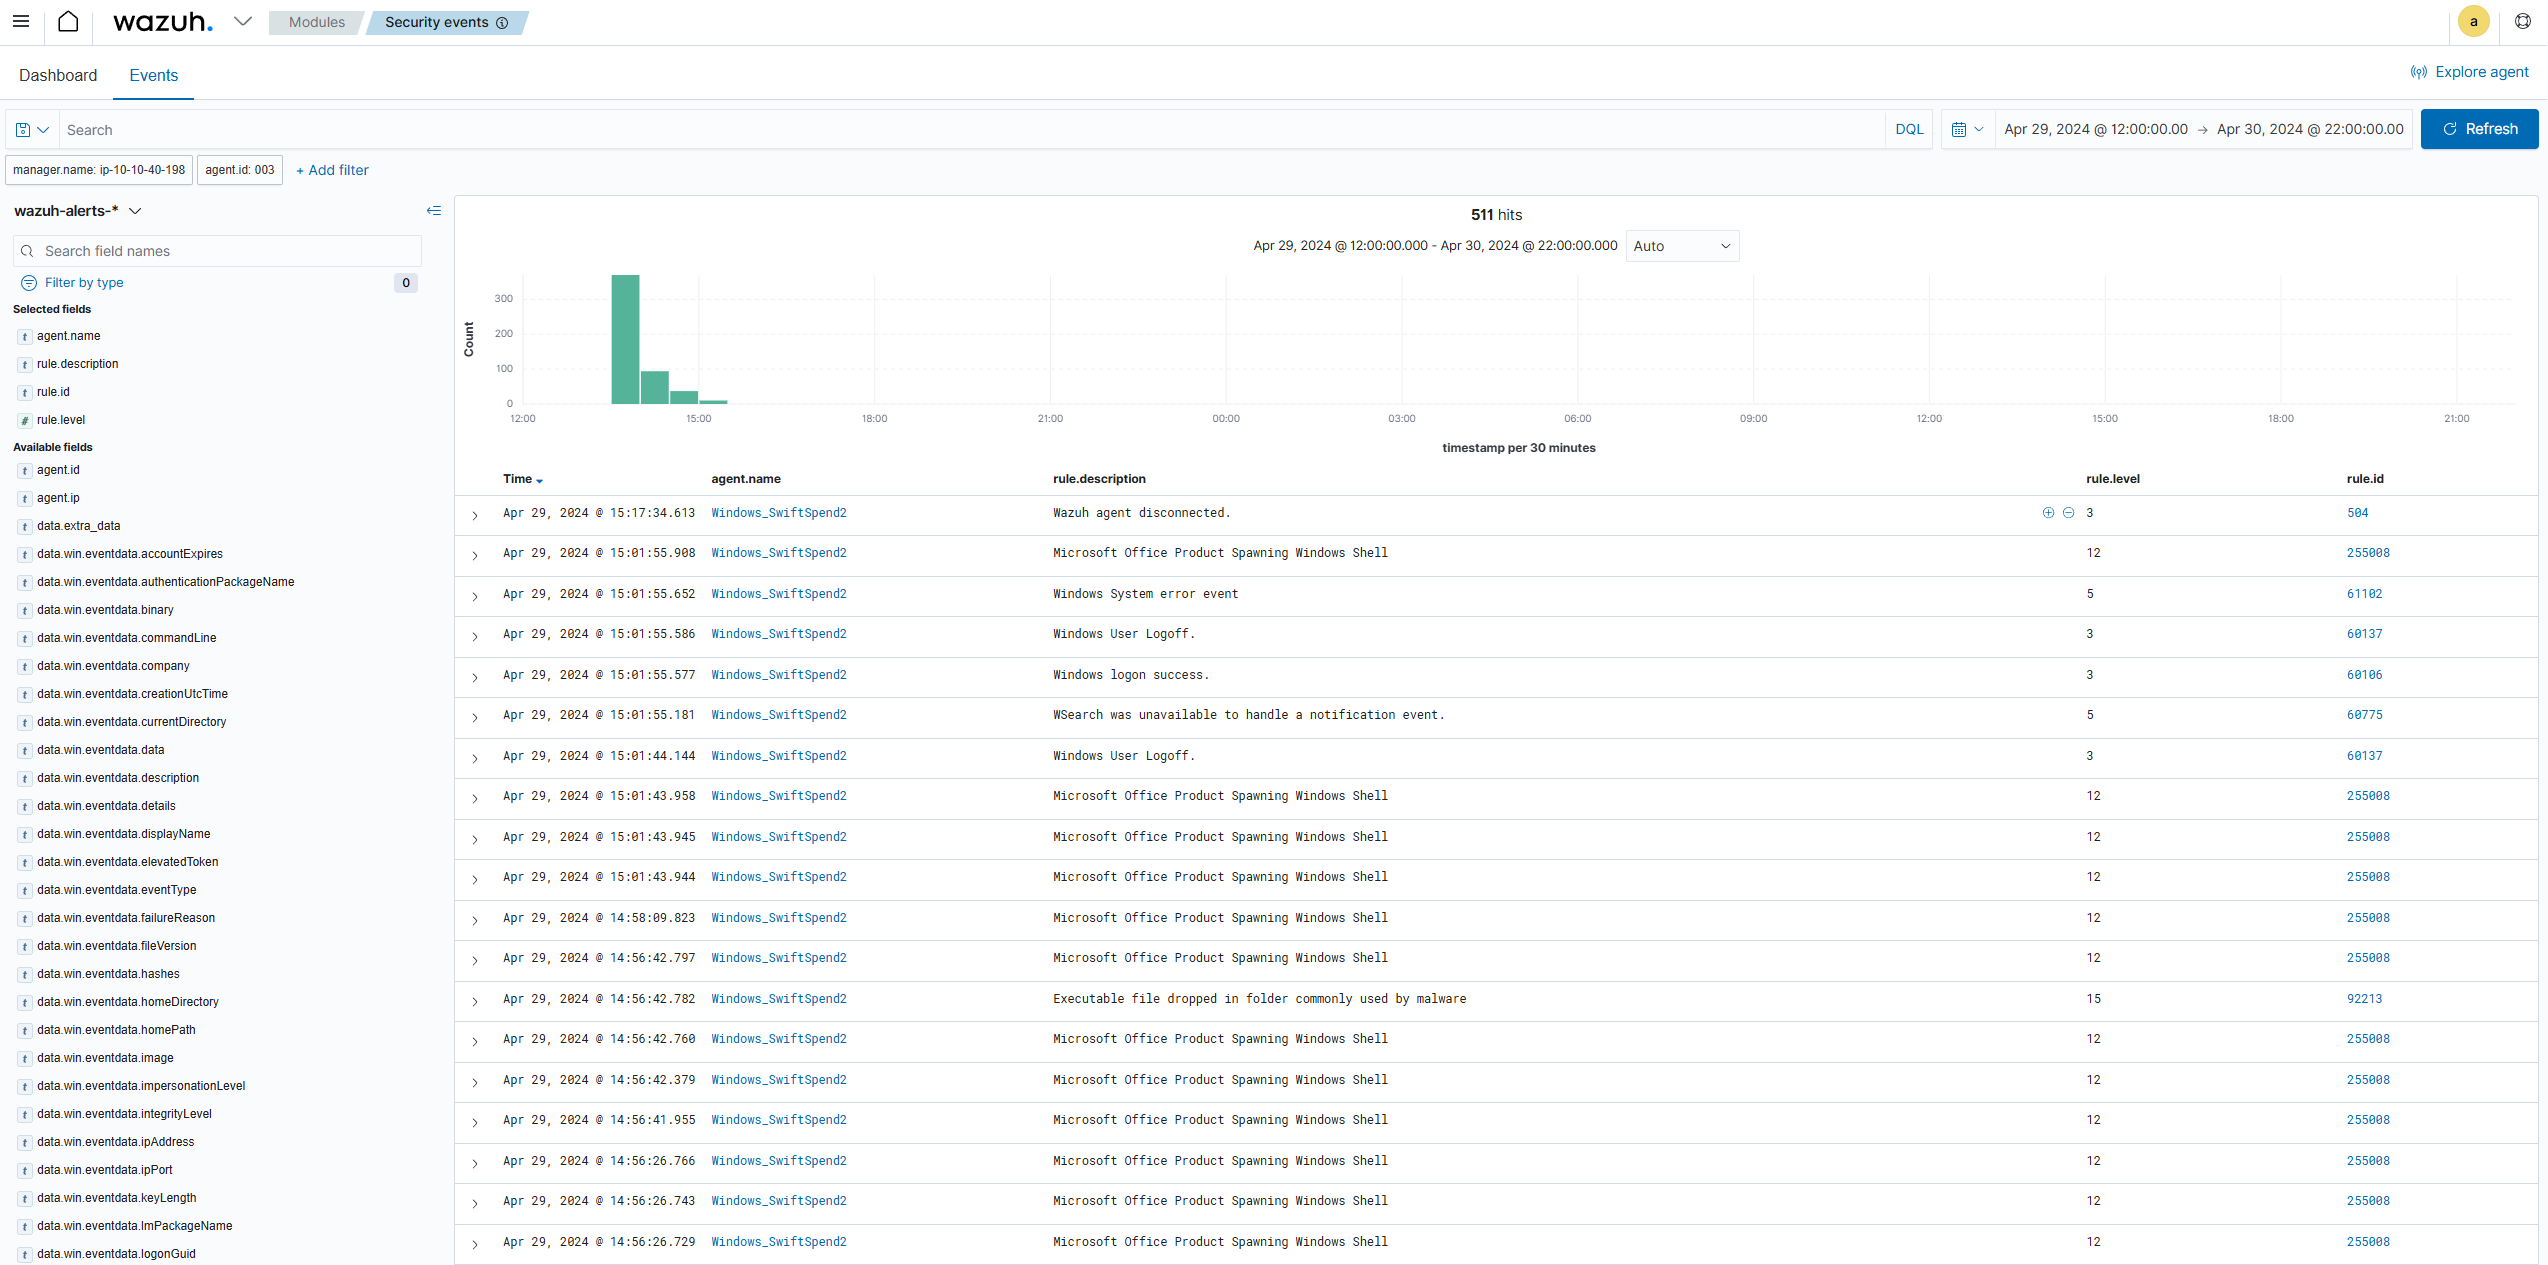 wazuh.
Modules
Security events
a
Dashboard
Events
Explore agent
Search
DQL
Apr 29, 2024 @ 12:00:00.00 → Apr 30, 2024 @ 22:00:00.00
Refresh
manager.name: ip-10-10-40-198
agent.id: 003
+ Add filter
wazuh-alerts-*
Search field names
Filter by type
0
Selected fields
t agent.name
t rule.description
t rule.id
# rule.level
Available fields
t agent.id
t agent.ip
t data.extra_data
t data.win.eventdata.accountExpires
t data.win.eventdata.authenticationPackageName
t data.win.eventdata.binary
t data.win.eventdata.commandLine
t data.win.eventdata.company
t data.win.eventdata.creationUtcTime
t data.win.eventdata.currentDirectory
t data.win.eventdata.data
t data.win.eventdata.description
t data.win.eventdata.details
t data.win.eventdata.displayName
t data.win.eventdata.elevatedToken
t data.win.eventdata.eventType
t data.win.eventdata.failureReason
t data.win.eventdata.fileVersion
t data.win.eventdata.hashes
t data.win.eventdata.homeDirectory
t data.win.eventdata.homePath
t data.win.eventdata.image
t data.win.eventdata.impersonationLevel
t data.win.eventdata.integrityLevel
t data.win.eventdata.ipAddress
t data.win.eventdata.ipPort
t data.win.eventdata.keyLength
t data.win.eventdata.lmPackageName
t data.win.eventdata.logonGuid
511 hits
Apr 29, 2024 @ 12:00:00.000 - Apr 30, 2024 @ 22:00:00.000
Auto
Count
300
200
100
0
12:00 15:00 18:00 21:00 00:00 03:00 06:00 09:00 12:00 15:00 18:00 21:00
timestamp per 30 minutes
Time agent.name rule.description rule.level rule.id
Apr 29, 2024 @ 15:17:34.613 Windows_SwiftSpend2 Wazuh agent disconnected. 3 504
Apr 29, 2024 @ 15:01:55.908 Windows_SwiftSpend2 Microsoft Office Product Spawning Windows Shell 12 255008
Apr 29, 2024 @ 15:01:55.652 Windows_SwiftSpend2 Windows System error event 5 61102
Apr 29, 2024 @ 15:01:55.586 Windows_SwiftSpend2 Windows User Logoff. 3 60137
Apr 29, 2024 @ 15:01:55.577 Windows_SwiftSpend2 Windows logon success. 3 60106
Apr 29, 2024 @ 15:01:55.181 Windows_SwiftSpend2 WSearch was unavailable to handle a notification event. 5 60775
Apr 29, 2024 @ 15:01:44.144 Windows_SwiftSpend2 Windows User Logoff. 3 60137
Apr 29, 2024 @ 15:01:43.958 Windows_SwiftSpend2 Microsoft Office Product Spawning Windows Shell 12 255008
Apr 29, 2024 @ 15:01:43.945 Windows_SwiftSpend2 Microsoft Office Product Spawning Windows Shell 12 255008
Apr 29, 2024 @ 15:01:43.944 Windows_SwiftSpend2 Microsoft Office Product Spawning Windows Shell 12 255008
Apr 29, 2024 @ 14:58:09.823 Windows_SwiftSpend2 Microsoft Office Product Spawning Windows Shell 12 255008
Apr 29, 2024 @ 14:56:42.797 Windows_SwiftSpend2 Microsoft Office Product Spawning Windows Shell 12 255008
Apr 29, 2024 @ 14:56:42.782 Windows_SwiftSpend2 Executable file dropped in folder commonly used by malware 15 92213
Apr 29, 2024 @ 14:56:42.760 Windows_SwiftSpend2 Microsoft Office Product Spawning Windows Shell 12 255008
Apr 29, 2024 @ 14:56:42.379 Windows_SwiftSpend2 Microsoft Office Product Spawning Windows Shell 12 255008
Apr 29, 2024 @ 14:56:41.955 Windows_SwiftSpend2 Microsoft Office Product Spawning Windows Shell 12 255008
Apr 29, 2024 @ 14:56:26.766 Windows_SwiftSpend2 Microsoft Office Product Spawning Windows Shell 12 255008
Apr 29, 2024 @ 14:56:26.743 Windows_SwiftSpend2 Microsoft Office Product Spawning Windows Shell 12 255008
Apr 29, 2024 @ 14:56:26.729 Windows_SwiftSpend2 Microsoft Office Product Spawning Windows Shell 12 255008